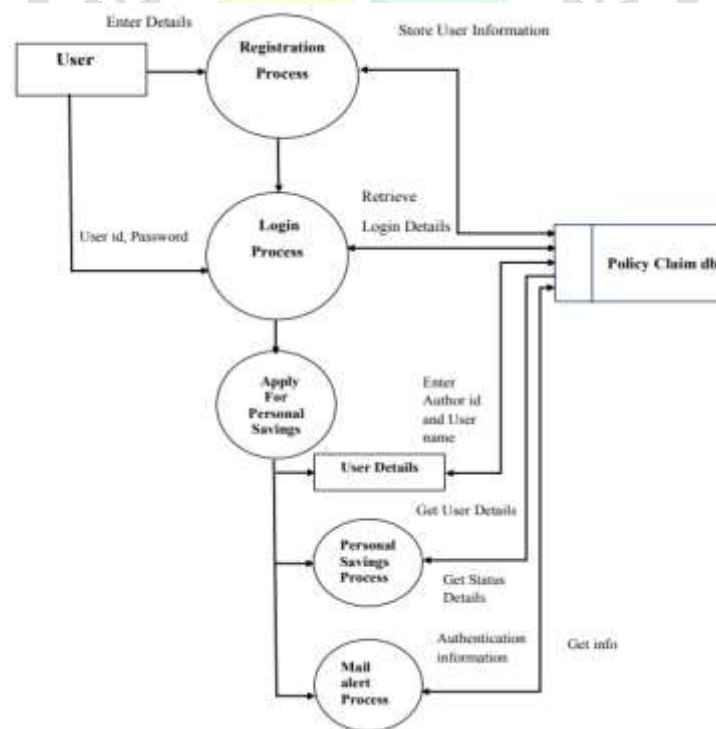 Enter Details
Store User Information
User
Registration
Process
Retrieve
Login Details
User id, Password
Login
Process
Policy Claim db
Apply
For
Personal
Savings
Enter
Author id
and User
name
User Details
Get User Details
Personal
Savings
Process
Get Status
Details
Authentication
information
Get info
Mail
alert
Process